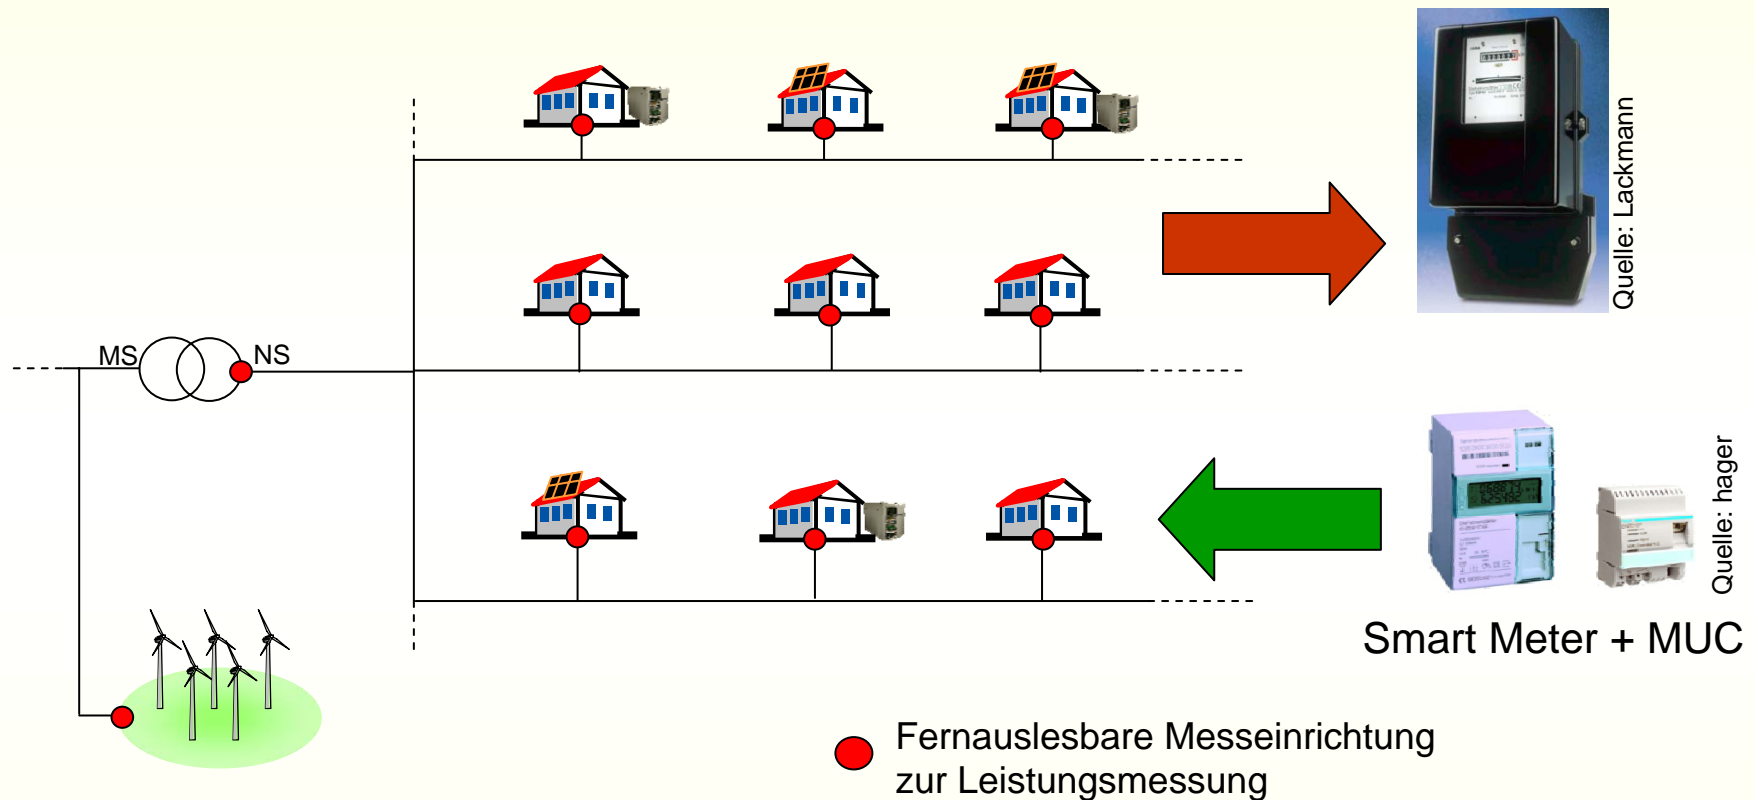 Quelle: Lackmann
MS
NS
Quelle: hager
Smart Meter + MUC
Fernauslesbare Messeinrichtung
zur Leistungsmessung